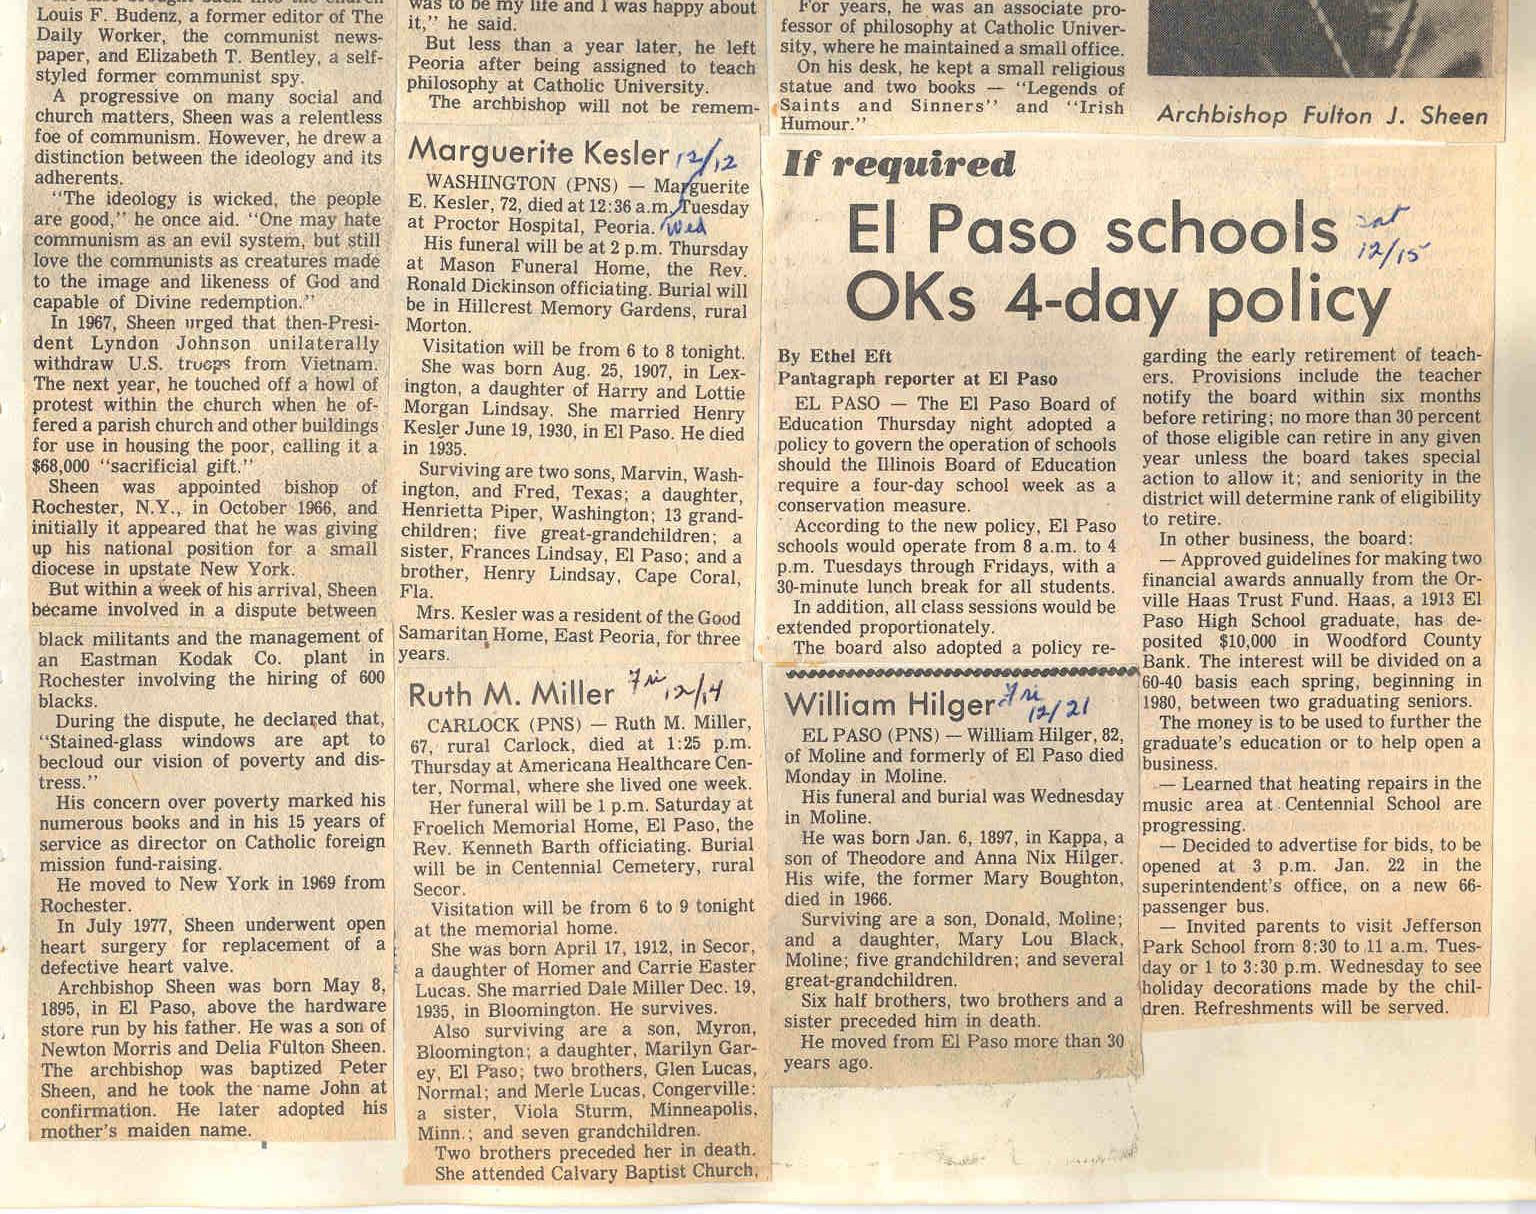 Louis F. Budenz, a former editor of The
Daily Worker, the communist news-
paper, and Elizabeth T. Bentley, a self-
styled former communist spy.
A progressive on many social and
church matters, Sheen was a relentless
foe of communism. However, he drew a
distinction between the ideology and its
adherents.
"The ideology is wicked, the people
are good," he once aid. "One may hate
communism as an evil system, but still
love the communists as creatures made
to the image and likeness of God and
capable of Divine redemption."
In 1967, Sheen urged that then-Presi-
dent Lyndon Johnson unilaterally
withdraw U.S. troops from Vietnam.
The next year, he touched off a howl of
protest within the church when he of-
fered a parish church and other buildings
for use in housing the poor, calling it a
$68,000 "sacrificial gift."
Sheen was appointed bishop of
Rochester, N.Y., in October 1966, and
initially it appeared that he was giving
up his national position for a small
diocese in upstate New York.
But within a week of his arrival, Sheen
became involved in a dispute between
black militants and the management of
an Eastman Kodak Co. plant in
Rochester involving the hiring of 600
blacks.
During the dispute, he declared that,
"Stained-glass windows are apt to
becloud our vision of poverty and dis-
tress."
His concern over poverty marked his
numerous books and in his 15 years of
service as director on Catholic foreign
mission fund-raising.
He moved to New York in 1969 from
Rochester.
In July 1977, Sheen underwent open
heart surgery for replacement of a
defective heart valve.
Archbishop Sheen was born May 8,
1895, in El Paso, above the hardware
store run by his father. He was a son of
Newton Morris and Delia Fulton Sheen.
The archbishop was baptized Peter
Sheen, and he took the name John at
confirmation. He later adopted his
mother's maiden name.
was to be my life and I was happy about
it," he said.
But less than a year later, he left
Peoria after being assigned to teach
philosophy at Catholic University.
The archbishop will not be remem-
Marguerite Kesler 12/12
Wed
WASHINGTON (PNS) — Marguerite
E. Kesler, 72, died at 12:36 a.m. Tuesday
at Proctor Hospital, Peoria.
His funeral will be at 2 p.m. Thursday
at Mason Funeral Home, the Rev.
Ronald Dickinson officiating. Burial will
be in Hillcrest Memory Gardens, rural
Morton.
Visitation will be from 6 to 8 tonight.
She was born Aug. 25, 1907, in Lex-
ington, a daughter of Harry and Lottie
Morgan Lindsay. She married Henry
Kesler June 19, 1930, in El Paso. He died
in 1935.
Surviving are two sons, Marvin, Wash-
ington, and Fred, Texas; a daughter,
Henrietta Piper, Washington; 13 grand-
children; five great-grandchildren; a
sister, Frances Lindsay, El Paso; and a
brother, Henry Lindsay, Cape Coral,
Fla.
Mrs. Kesler was a resident of the Good
Samaritan Home, East Peoria, for three
years.
Ruth M. Miller Fri 12/14
CARLOCK (PNS) — Ruth M. Miller,
67, rural Carlock, died at 1:25 p.m.
Thursday at Americana Healthcare Cen-
ter, Normal, where she lived one week.
Her funeral will be 1 p.m. Saturday at
Froelich Memorial Home, El Paso, the
Rev. Kenneth Barth officiating. Burial
will be in Centennial Cemetery, rural
Secor.
Visitation will be from 6 to 9 tonight
at the memorial home.
She was born April 17, 1912, in Secor,
a daughter of Homer and Carrie Easter
Lucas. She married Dale Miller Dec. 19,
1935, in Bloomington. He survives.
Also surviving are a son, Myron,
Bloomington; a daughter, Marilyn Gar-
ey, El Paso; two brothers, Glen Lucas,
Normal; and Merle Lucas, Congerville;
a sister, Viola Sturm, Minneapolis,
Minn.; and seven grandchildren.
Two brothers preceded her in death.
She attended Calvary Baptist Church,
For years, he was an associate pro-
fessor of philosophy at Catholic Univer-
sity, where he maintained a small office.
On his desk, he kept a small religious
statue and two books — "Legends of
Saints and Sinners" and "Irish
Humour."
Archbishop Fulton J. Sheen
If required
El Paso schools
OKs 4-day policy
Sat
12/15
By Ethel Eft
Pantagraph reporter at El Paso
EL PASO — The El Paso Board of
Education Thursday night adopted a
policy to govern the operation of schools
should the Illinois Board of Education
require a four-day school week as a
conservation measure.
According to the new policy, El Paso
schools would operate from 8 a.m. to 4
p.m. Tuesdays through Fridays, with a
30-minute lunch break for all students.
In addition, all class sessions would be
extended proportionately.
The board also adopted a policy re-
garding the early retirement of teach-
ers. Provisions include the teacher
notify the board within six months
before retiring; no more than 30 percent
of those eligible can retire in any given
year unless the board takes special
action to allow it; and seniority in the
district will determine rank of eligibility
to retire.
In other business, the board:
— Approved guidelines for making two
financial awards annually from the Or-
ville Haas Trust Fund. Haas, a 1913 El
Paso High School graduate, has de-
posited $10,000 in Woodford County
Bank. The interest will be divided on a
60-40 basis each spring, beginning in
1980, between two graduating seniors.
The money is to be used to further the
graduate's education or to help open a
business.
— Learned that heating repairs in the
music area at Centennial School are
progressing.
— Decided to advertise for bids, to be
opened at 3 p.m. Jan. 22 in the
superintendent's office, on a new 66-
passenger bus.
— Invited parents to visit Jefferson
Park School from 8:30 to 11 a.m. Tues-
day or 1 to 3:30 p.m. Wednesday to see
holiday decorations made by the chil-
dren. Refreshments will be served.
William Hilger Fri
12/21
EL PASO (PNS) — William Hilger, 82,
of Moline and formerly of El Paso died
Monday in Moline.
His funeral and burial was Wednesday
in Moline.
He was born Jan. 6, 1897, in Kappa, a
son of Theodore and Anna Nix Hilger.
His wife, the former Mary Boughton,
died in 1966.
Surviving are a son, Donald, Moline;
and a daughter, Mary Lou Black,
Moline; five grandchildren; and several
great-grandchildren.
Six half brothers, two brothers and a
sister preceded him in death.
He moved from El Paso more than 30
years ago.